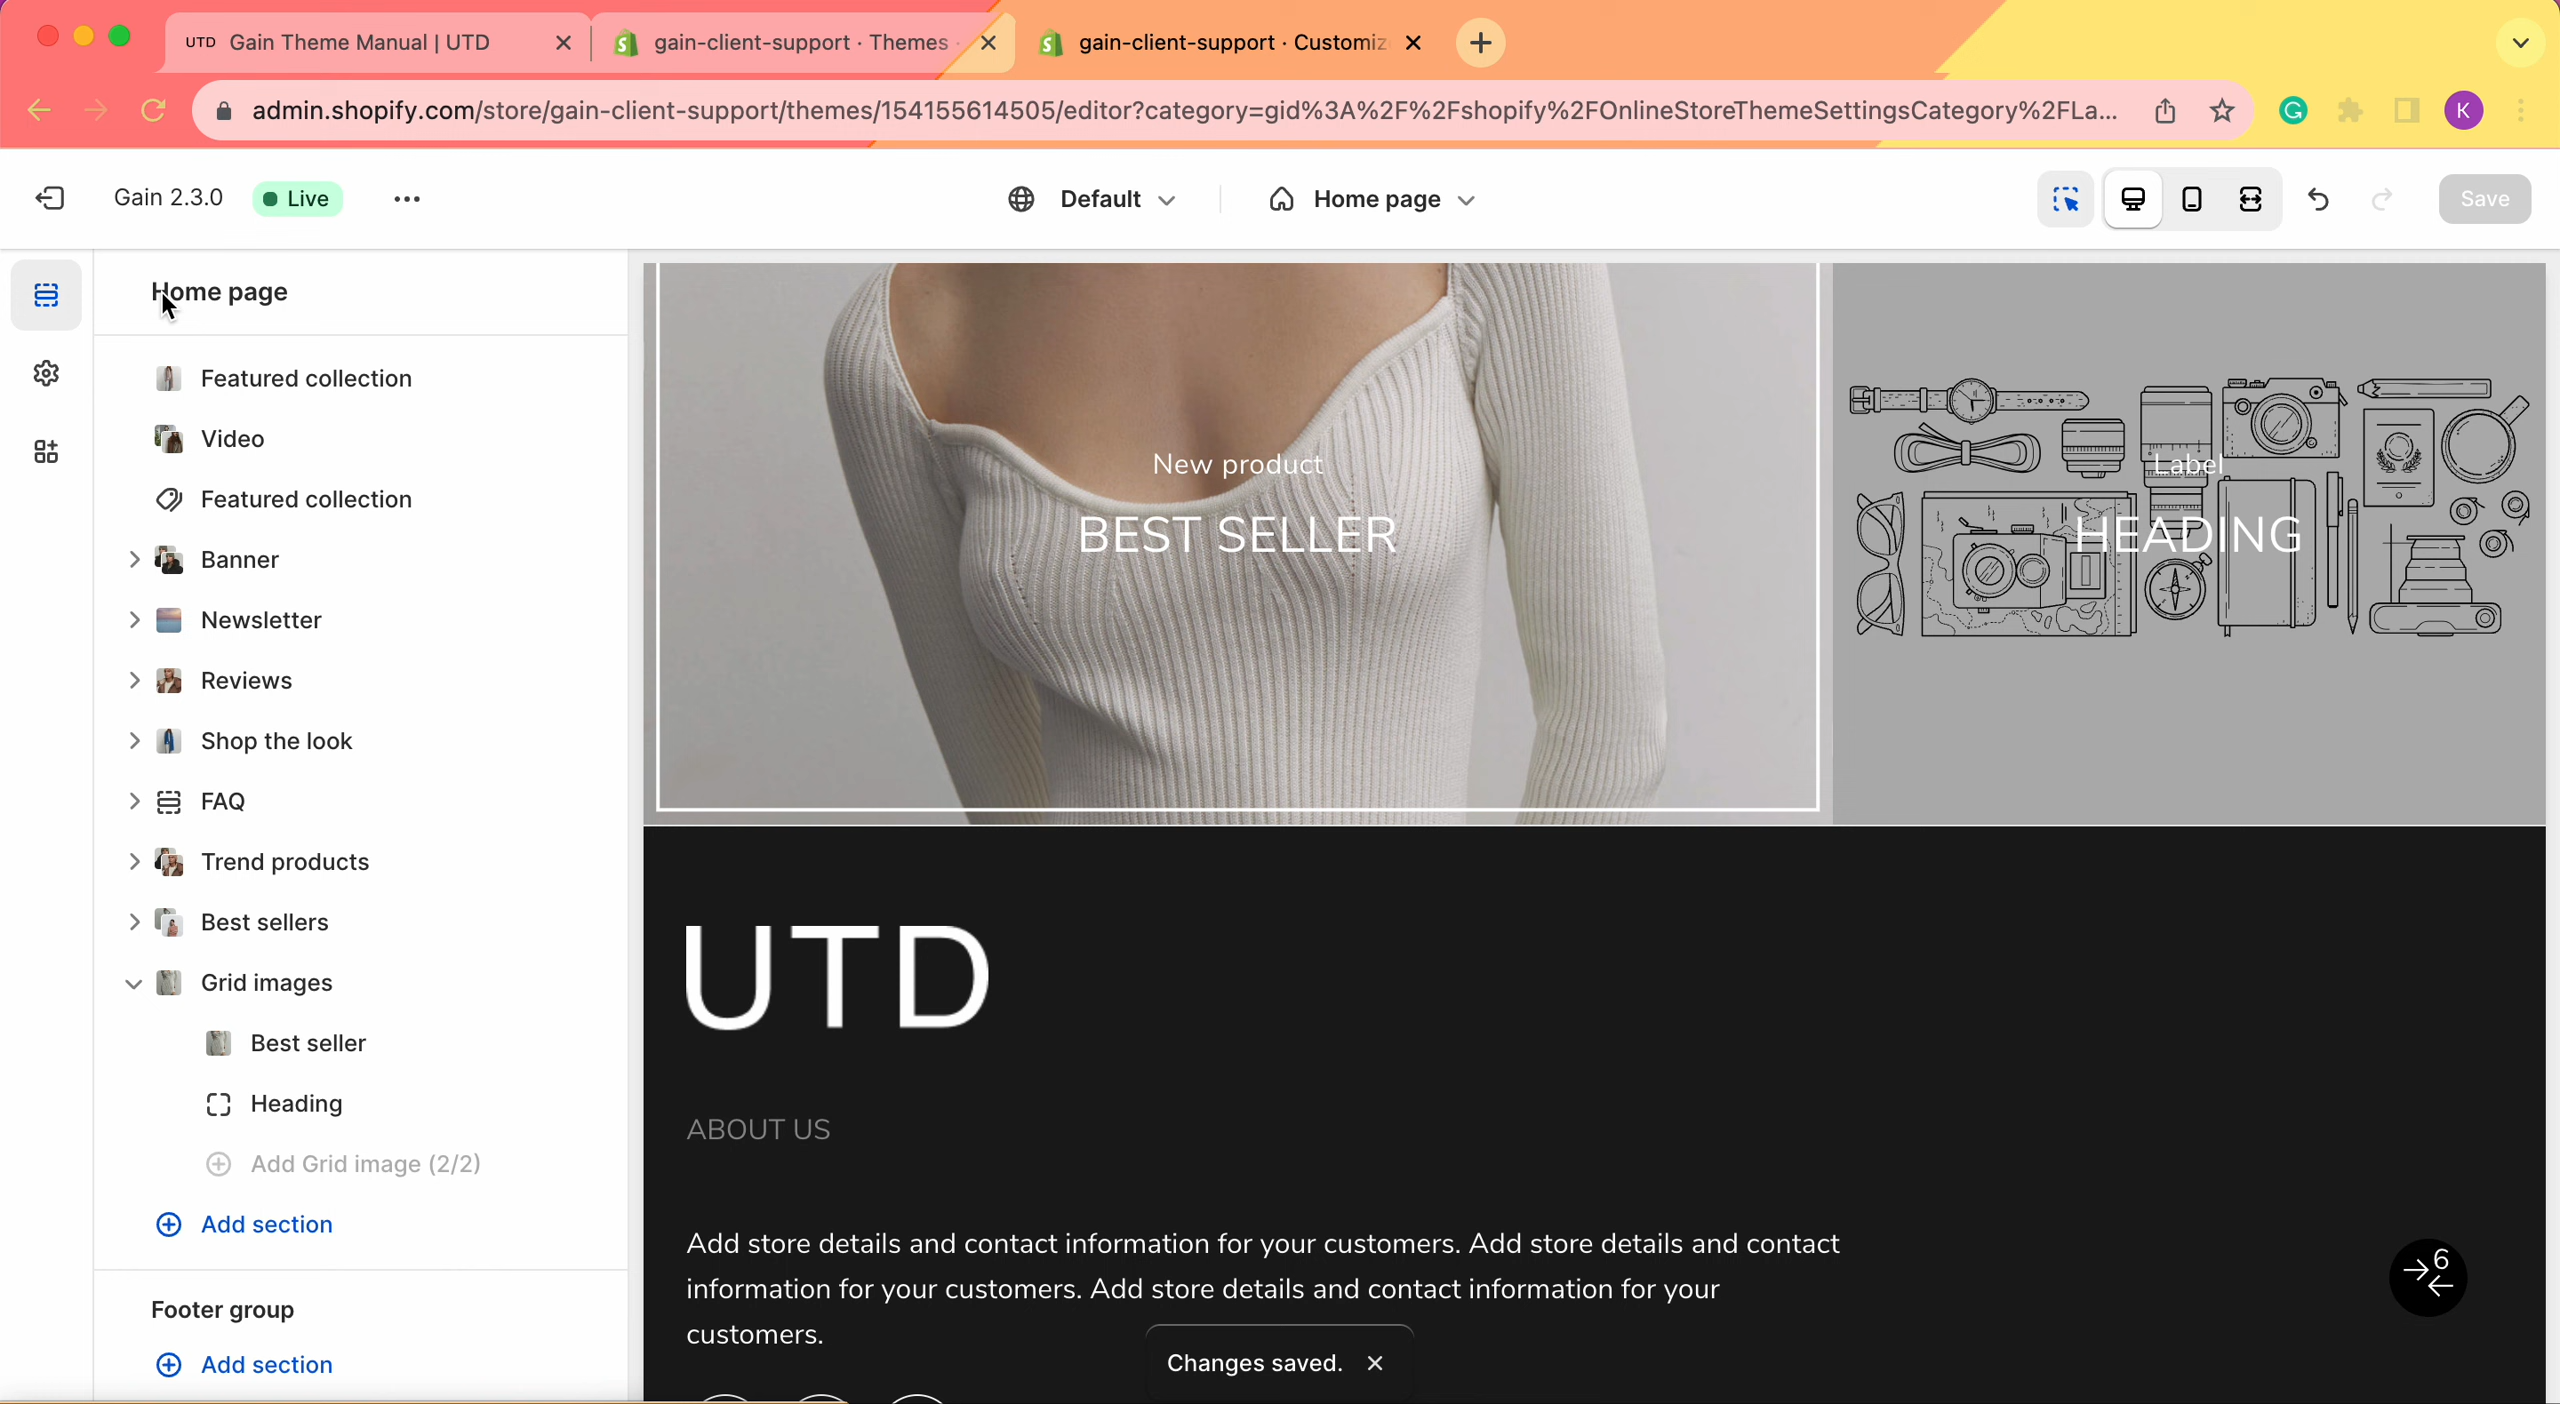 UTD Gain Theme Manual | UTD
gain-client-support · Themes ·
gain-client-support · Customiz
admin.shopify.com/store/gain-client-support/themes/154155614505/editor?category=gid%3A%2F%2Fshopify%2FOnlineStoreThemeSettingsCategory%2FLa...
G
K
Gain 2.3.0
Live
Default
Home page
Save
Home page
Featured collection
Video
Featured collection
Banner
Newsletter
Reviews
Shop the look
FAQ
Trend products
Best sellers
Grid images
Best seller
Heading
Add Grid image (2/2)
Add section
Footer group
Add section
New product
BEST SELLER
Label
HEADING
UTD
ABOUT US
Add store details and contact information for your customers. Add store details and contact
information for your customers. Add store details and contact information for your
customers.
6
Changes saved.